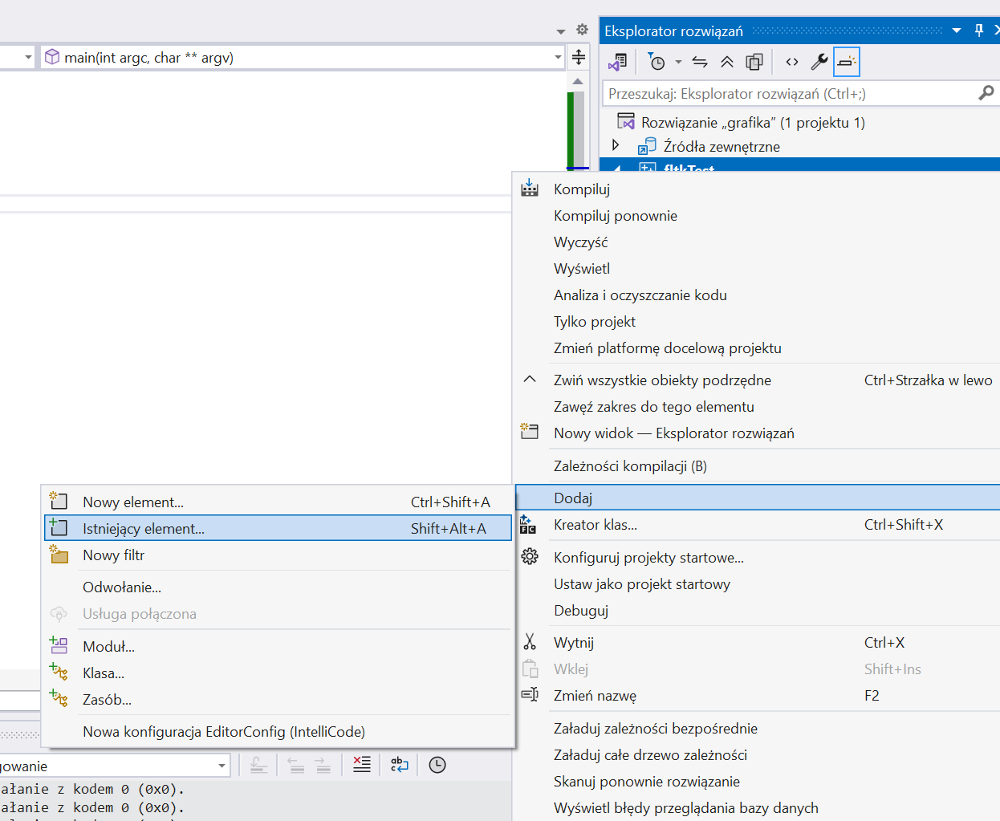 main(int argc, char ** argv)
Eksplorator rozwiązań
Przeszukaj: Eksplorator rozwiązań (Ctrl+;)
Rozwiązanie „grafika” (1 projektu 1)
Źródła zewnętrzne
fltkTest
Kompiluj
Kompiluj ponownie
Wyczyść
Wyświetl
Analiza i oczyszczanie kodu
Tylko projekt
Zmień platformę docelową projektu
Zwiń wszystkie obiekty podrzędne Ctrl+Strzałka w lewo
Zawęź zakres do tego elementu
Nowy widok — Eksplorator rozwiązań
Zależności kompilacji (B)
Dodaj
Kreator klas... Ctrl+Shift+X
Konfiguruj projekty startowe...
Ustaw jako projekt startowy
Debuguj
Wytnij Ctrl+X
Wklej Shift+Ins
Zmień nazwę F2
Załaduj zależności bezpośrednie
Załaduj całe drzewo zależności
Skanuj ponownie rozwiązanie
Wyświetl błędy przeglądania bazy danych
Nowy element... Ctrl+Shift+A
Istniejący element... Shift+Alt+A
Nowy filtr
Odwołanie...
Usługa połączona
Moduł...
Klasa...
Zasób...
Nowa konfiguracja EditorConfig (IntelliCode)
gowanie
ałanie z kodem 0 (0x0).
ałanie z kodem 0 (0x0).